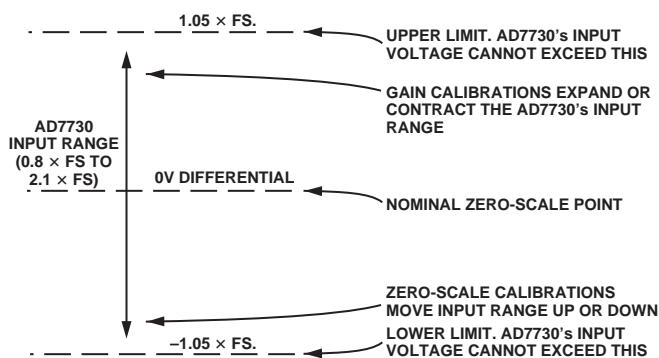 1.05 × FS.
UPPER LIMIT. AD7730's INPUT
VOLTAGE CANNOT EXCEED THIS
GAIN CALIBRATIONS EXPAND OR
CONTRACT THE AD7730's INPUT
RANGE
AD7730
INPUT RANGE
(0.8 × FS TO
2.1 × FS)
0V DIFFERENTIAL
NOMINAL ZERO-SCALE POINT
ZERO-SCALE CALIBRATIONS
MOVE INPUT RANGE UP OR DOWN
–1.05 × FS.
LOWER LIMIT. AD7730's INPUT
VOLTAGE CANNOT EXCEED THIS